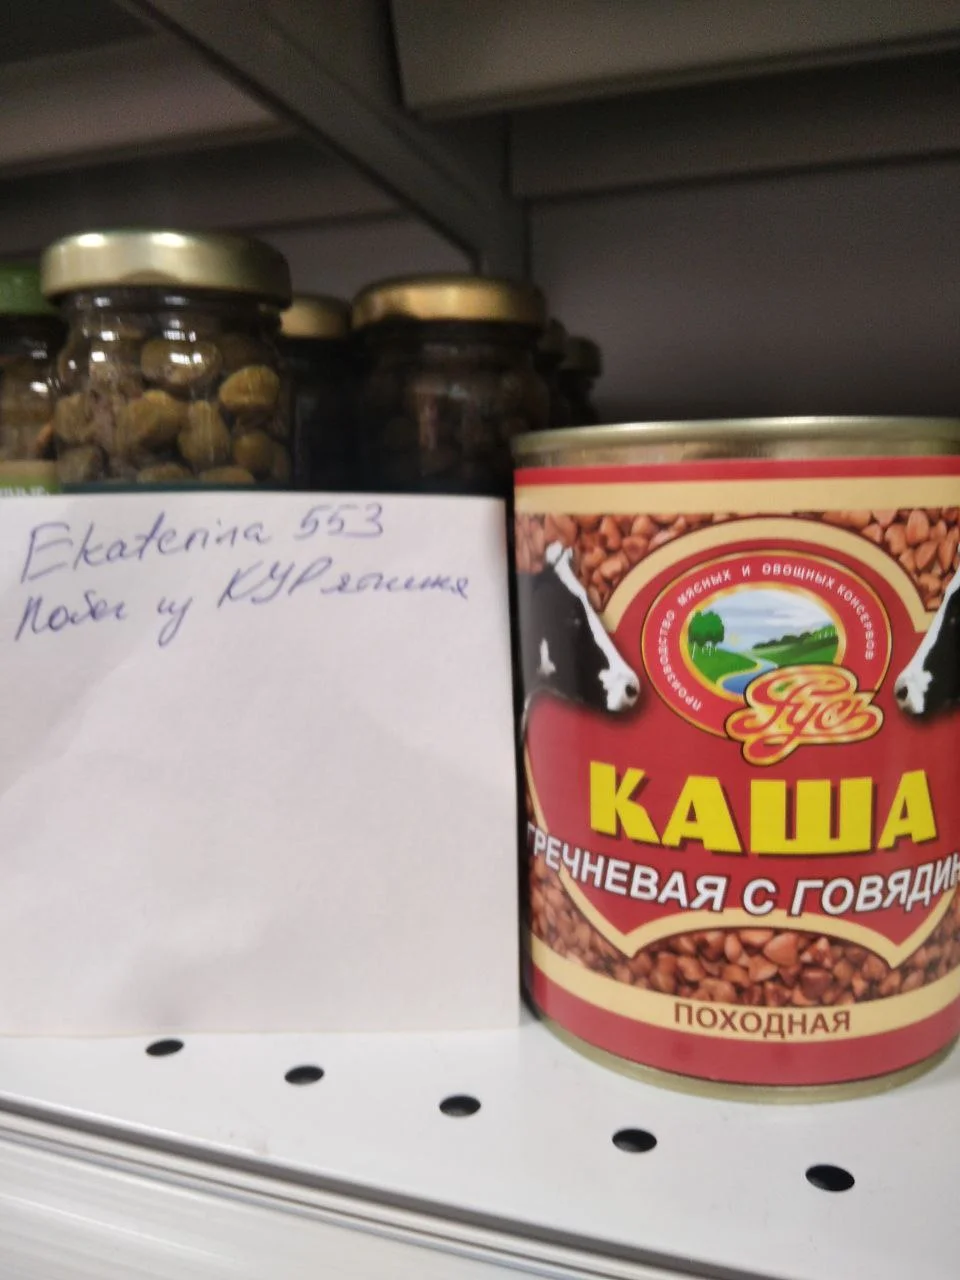 Ekaterina 553
Побег из КУРятника
ПРОИЗВОДСТВО МЯСНЫХ И ОВОЩНЫХ КОНСЕРВОВ
Русь
КАША
ГРЕЧНЕВАЯ С ГОВЯДИН
ПОХОДНАЯ